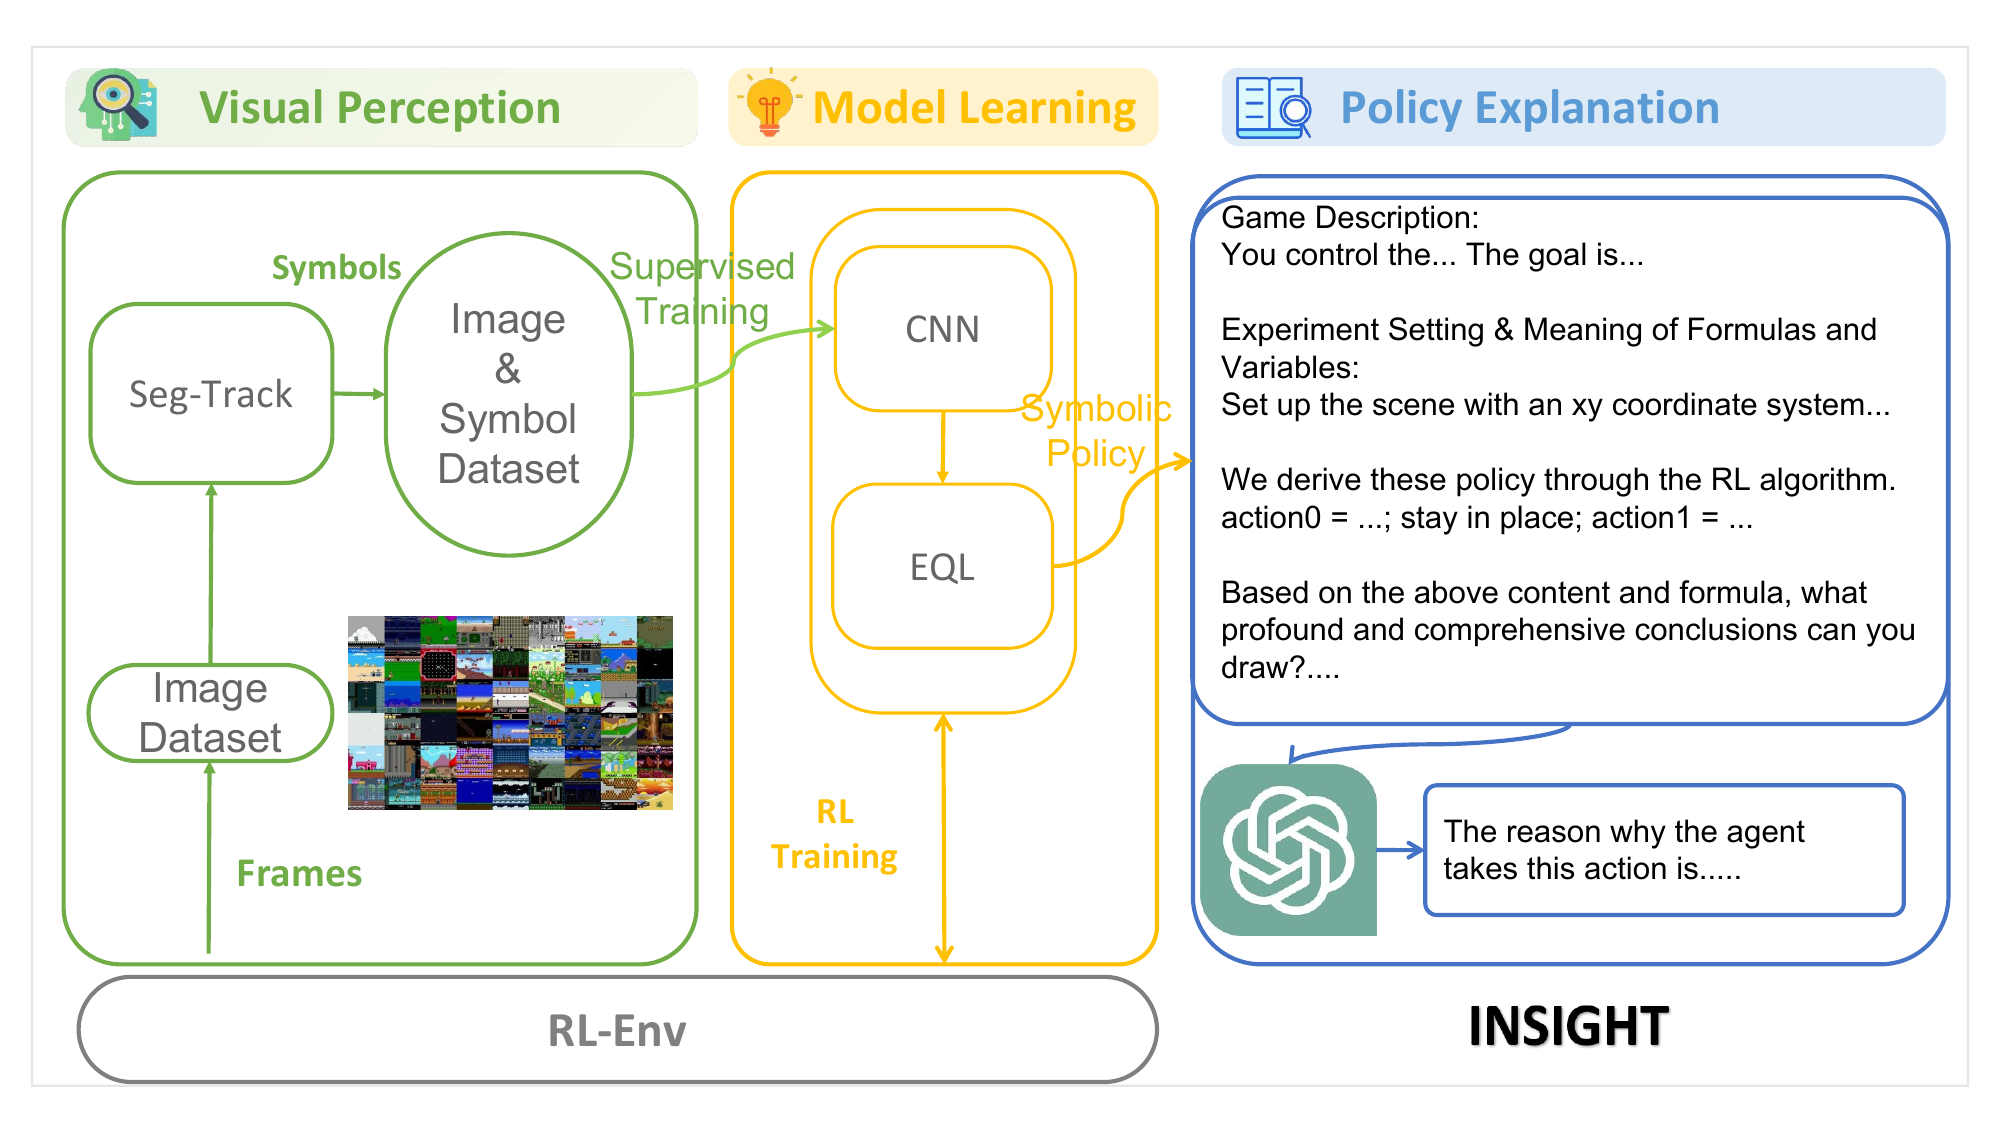 Visual Perception
Model Learning
Policy Explanation
Symbols
Seg-Track
Image
&
Symbol
Dataset
Supervised
Training
Image
Dataset
Frames
CNN
EQL
Symbolic
Policy
RL
Training
RL-Env
Game Description:
You control the... The goal is...
Experiment Setting & Meaning of Formulas and
Variables:
Set up the scene with an xy coordinate system...
We derive these policy through the RL algorithm.
action0 = ...; stay in place; action1 = ...
Based on the above content and formula, what
profound and comprehensive conclusions can you
draw?....
The reason why the agent
takes this action is.....
INSIGHT